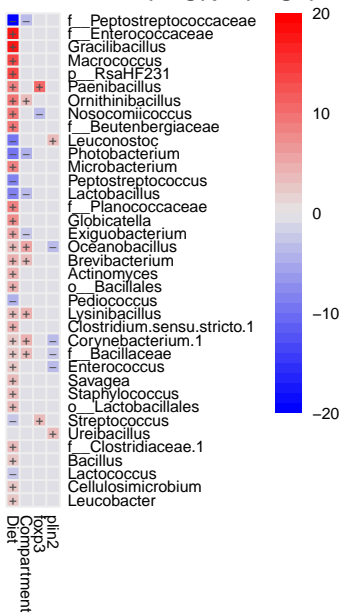 − − f__Peptostreptococcaceae
+ f__Enterococcaceae
+ Gracilibacillus
+ Macrococcus
+ p__RsaHF231
+ + Paenibacillus
+ + Ornithinibacillus
+ − Nosocomiicoccus
+ f__Beutenbergiaceae
− + Leuconostoc
− − Photobacterium
+ Microbacterium
− Peptostreptococcus
− − Lactobacillus
+ f__Planococcaceae
+ Globicatella
+ − Exiguobacterium
+ + − Oceanobacillus
+ + Brevibacterium
+ Actinomyces
+ o__Bacillales
− Pediococcus
+ + Lysinibacillus
+ Clostridium.sensu.stricto.1
+ + − Corynebacterium.1
+ + − f__Bacillaceae
+ − Enterococcus
+ Savagea
+ Staphylococcus
+ o__Lactobacillales
− + Streptococcus
+ Ureibacillus
+ f__Clostridiaceae.1
+ Bacillus
− Lactococcus
+ Cellulosimicrobium
+ Leucobacter
Diet
Compartment
foxp3
plin2
20
10
0
−10
−20